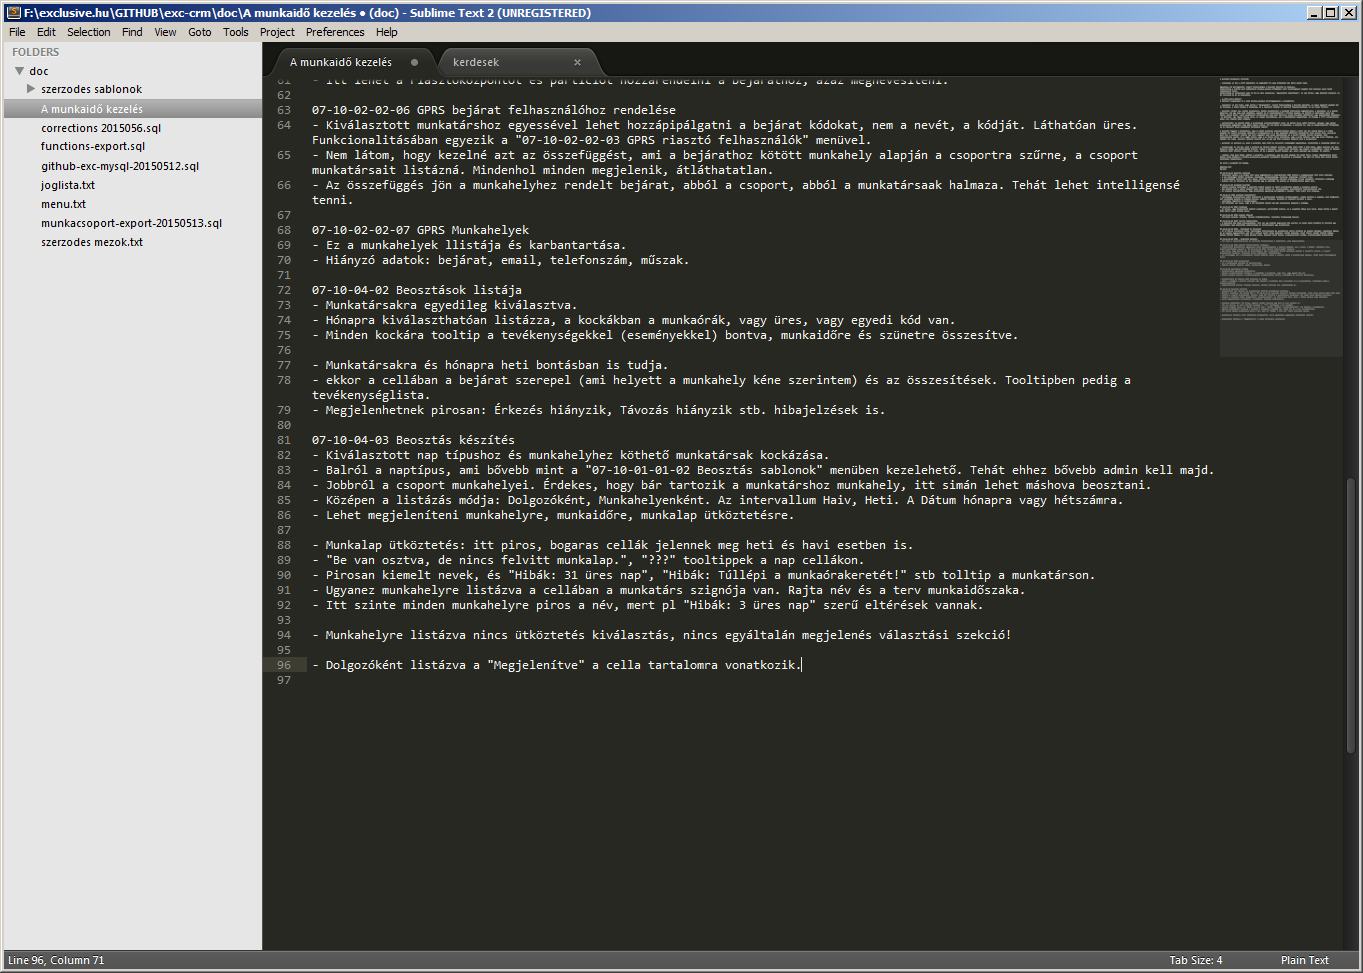 F:\exclusive.hu\GITHUB\exc-crm\doc\A munkaidő kezelés • (doc) - Sublime Text 2 (UNREGISTERED)
File Edit Selection Find View Goto Tools Project Preferences Help
FOLDERS
doc
szerzodes sablonok
A munkaidő kezelés
corrections 2015056.sql
functions-export.sql
github-exc-mysql-20150512.sql
joglista.txt
menu.txt
munkacsoport-export-20150513.sql
szerzodes mezok.txt
A munkaidő kezelés
kerdesek
61 - Itt lehet a riasztóközpontot és partíciót hozzárendelni a bejárathoz, azaz megnevesíteni.
62
63 07-10-02-02-06 GPRS bejárat felhasználóhoz rendelése
64 - Kiválasztott munkatárshoz egyessével lehet hozzápipálgatni a bejárat kódokat, nem a nevét, a kódját. Láthatóan üres.
Funkcionalitásában egyezik a "07-10-02-02-03 GPRS riasztó felhasználók" menüvel.
65 - Nem látom, hogy kezelné azt az összefüggést, ami a bejárathoz kötött munkahely alapján a csoportra szűrne, a csoport
munkatársait listázná. Mindenhol minden megjelenik, átláthatatlan.
66 - Az összefüggés jön a munkahelyhez rendelt bejárat, abból a csoport, abból a munkatársaak halmaza. Tehát lehet intelligensé
tenni.
67
68 07-10-02-02-07 GPRS Munkahelyek
69 - Ez a munkahelyek llistája és karbantartása.
70 - Hiányzó adatok: bejárat, email, telefonszám, műszak.
71
72 07-10-04-02 Beosztások listája
73 - Munkatársakra egyedileg kiválasztva.
74 - Hónapra kiválaszthatóan listázza, a kockákban a munkaórák, vagy üres, vagy egyedi kód van.
75 - Minden kockára tooltip a tevékenységekkel (eseményekkel) bontva, munkaidőre és szünetre összesítve.
76
77 - Munkatársakra és hónapra heti bontásban is tudja.
78 - ekkor a cellában a bejárat szerepel (ami helyett a munkahely kéne szerintem) és az összesítések. Tooltipben pedig a
tevékenységlista.
79 - Megjelenhetnek pirosan: Érkezés hiányzik, Távozás hiányzik stb. hibajelzések is.
80
81 07-10-04-03 Beosztás készítés
82 - Kiválasztott nap típushoz és munkahelyhez köthető munkatársak kockázása.
83 - Balról a naptípus, ami bővebb mint a "07-10-01-01-02 Beosztás sablonok" menüben kezelehető. Tehát ehhez bővebb admin kell majd.
84 - Jobbról a csoport munkahelyei. Érdekes, hogy bár tartozik a munkatárshoz munkahely, itt simán lehet máshova beosztani.
85 - Középen a listázás módja: Dolgozóként, Munkahelyenként. Az intervallum Haiv, Heti. A Dátum hónapra vagy hétszámra.
86 - Lehet megjeleníteni munkahelyre, munkaidőre, munkalap ütköztetésre.
87
88 - Munkalap ütköztetés: itt piros, bogaras cellák jelennek meg heti és havi esetben is.
89 - "Be van osztva, de nincs felvitt munkalap.", "???" tooltippek a nap cellákon.
90 - Pirosan kiemelt nevek, és "Hibák: 31 üres nap", "Hibák: Túllépi a munkaórakeretét!" stb tolltip a munkatárson.
91 - Ugyanez munkahelyre listázva a cellában a munkatárs szignója van. Rajta név és a terv munkaidőszaka.
92 - Itt szinte minden munkahelyre piros a név, mert pl "Hibák: 3 üres nap" szerű eltérések vannak.
93
94 - Munkahelyre listázva nincs ütköztetés kiválasztás, nincs egyáltalán megjelenés választási szekció!
95
96 - Dolgozóként listázva a "Megjelenítve" a cella tartalomra vonatkozik.
97
Line 96, Column 71
Tab Size: 4
Plain Text